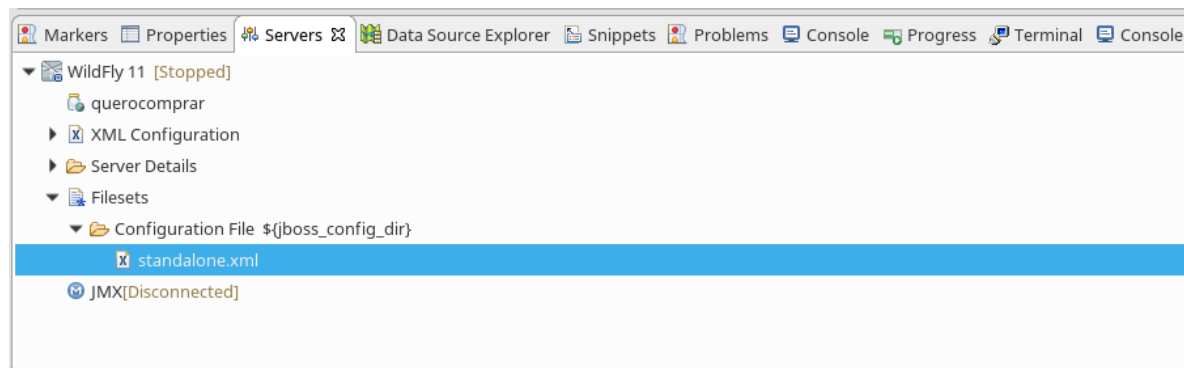 Markers Properties Servers Data Source Explorer Snippets Problems Console Progress Terminal Console
WildFly 11 [Stopped]
querocomprar
XML Configuration
Server Details
Filesets
Configuration File ${jboss_config_dir}
standalone.xml
JMX[Disconnected]